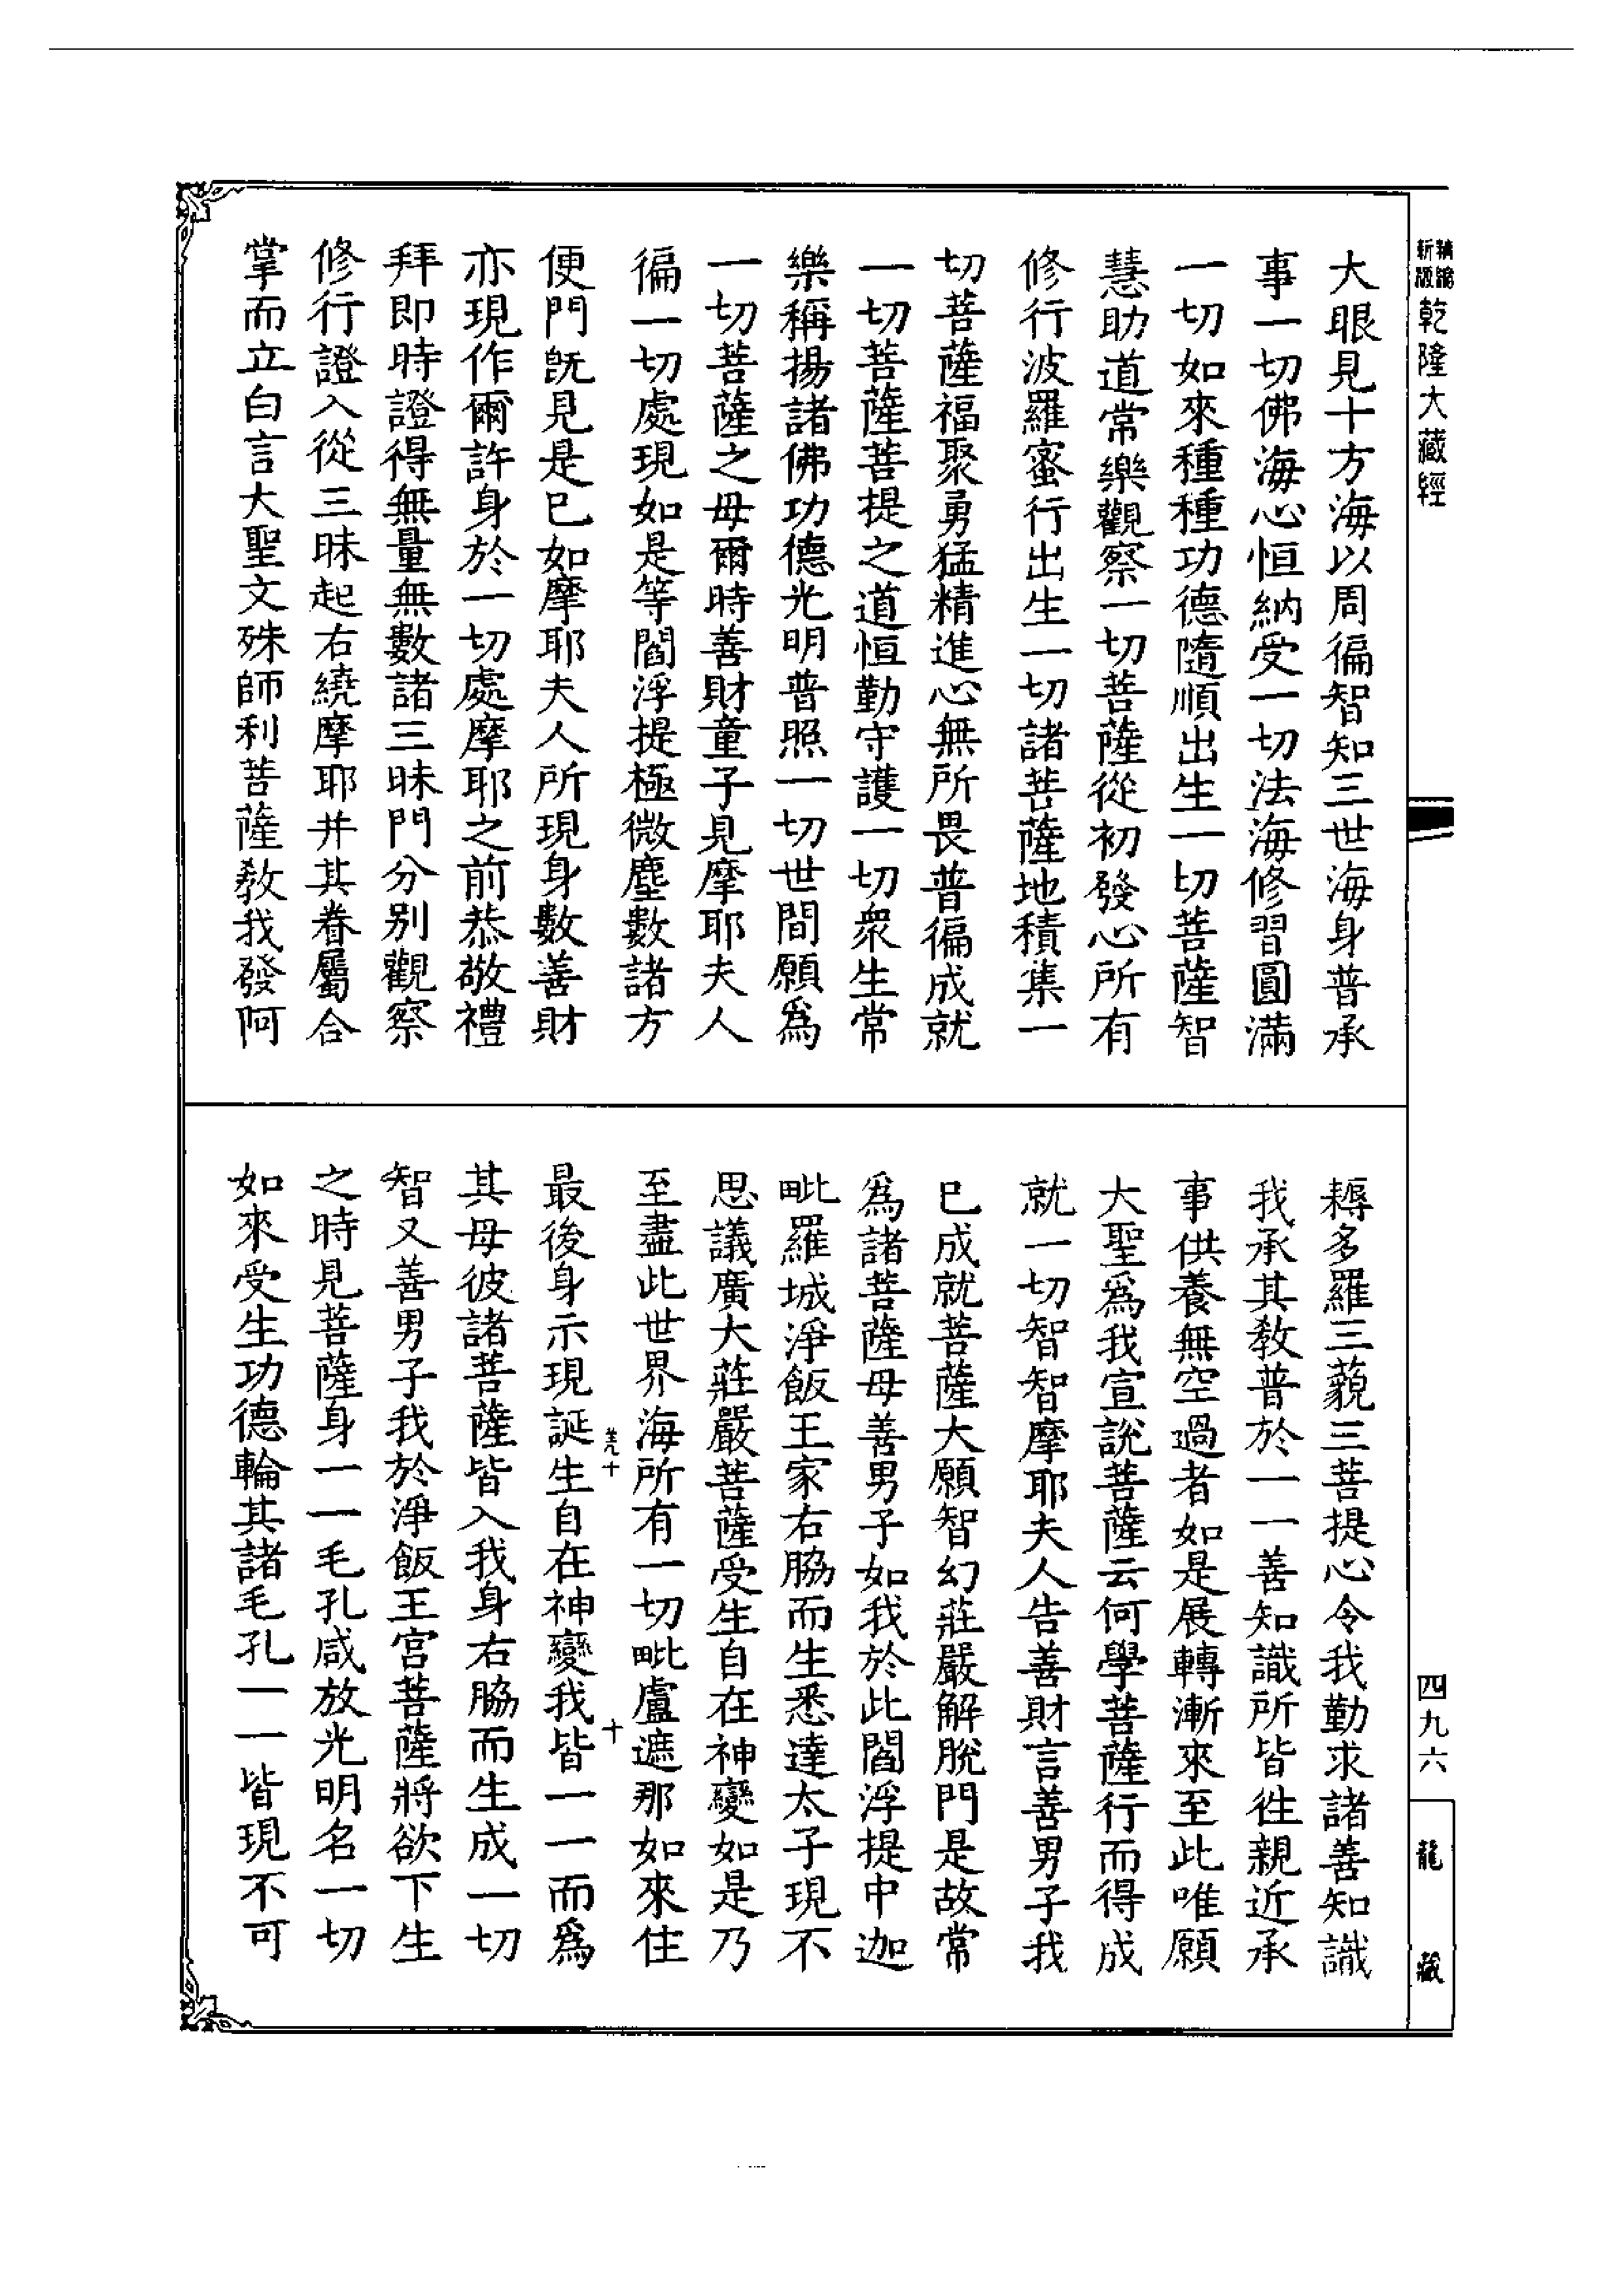 精縮
新版
乾隆大藏經
大眼見十方海以周徧智知三世海身普承
事一切佛海心恒納受一切法海修習圓滿
一切如來種種功德隨順出生一切菩薩智
慧助道常樂觀察一切菩薩從初發心所有
修行波羅蜜行出生一切諸菩薩地積集一
切菩薩福聚勇猛精進心無所畏普徧成就
一切菩薩菩提之道恒勤守護一切衆生常
樂稱揚諸佛功德光明普照一切世間願爲
一切菩薩之母爾時善財童子見摩耶夫人
徧一切處現如是等閻浮提極微塵數諸方
便門旣見是已如摩耶夫人所現身數善財
亦現作爾許身於一切處摩耶之前恭敬禮
拜即時證得無量無數諸三昧門分別觀察
修行證入從三昧起右繞摩耶幷其眷屬合
掌而立白言大聖文殊師利菩薩教我發阿
耨多羅三藐三菩提心令我勤求諸善知識
我承其教普於一一善知識所皆往親近承
事供養無空過者如是展轉漸來至此唯願
大聖爲我宣說菩薩云何學菩薩行而得成
就一切智智摩耶夫人告善財言善男子我
已成就菩薩大願智幻莊嚴解脫門是故常
爲諸菩薩母善男子如我於此閻浮提中迦
毗羅城淨飯王家右脇而生悉達太子現不
思議廣大莊嚴菩薩受生自在神變如是乃
至盡此世界海所有一切毗盧遮那如來住
十
最後身示現誕生自在神變我皆一一而爲
其母彼諸菩薩皆入我身右脇而生成一切
智又善男子我於淨飯王宮菩薩將欲下生
之時見菩薩身一一毛孔咸放光明名一切
如來受生功德輪其諸毛孔一一皆現不可
四九六
龍藏